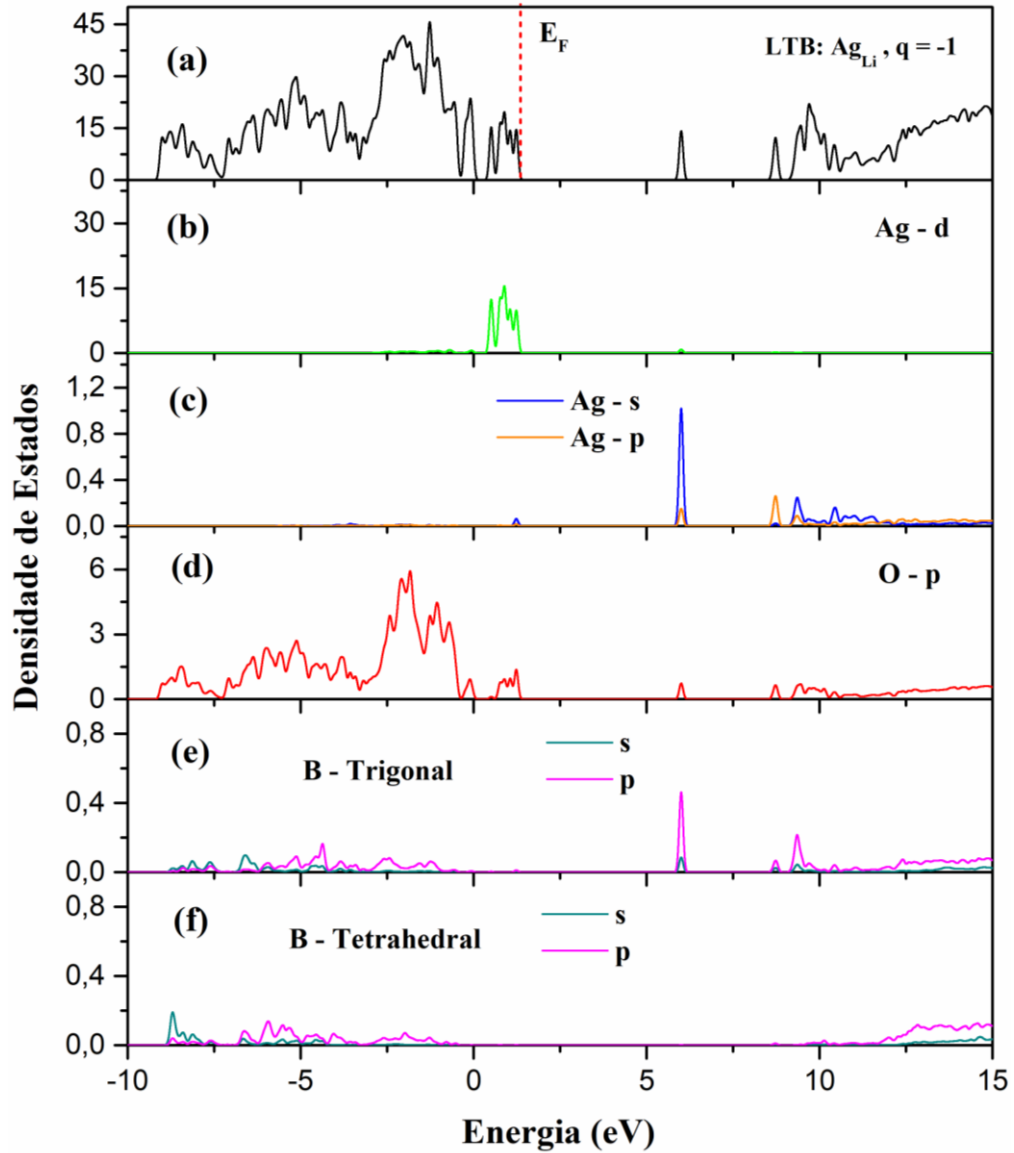 45
30
15
0
(a)
E_F
LTB: Ag_Li , q = -1
30
15
0
(b)
Ag - d
1,2
0,8
0,4
0,0
(c)
Ag - s
Ag - p
6
3
0
(d)
O - p
0,8
0,4
0,0
(e)
B - Trigonal
s
p
0,8
0,4
0,0
(f)
B - Tetrahedral
s
p
-10 -5 0 5 10 15
Densidade de Estados
Energia (eV)